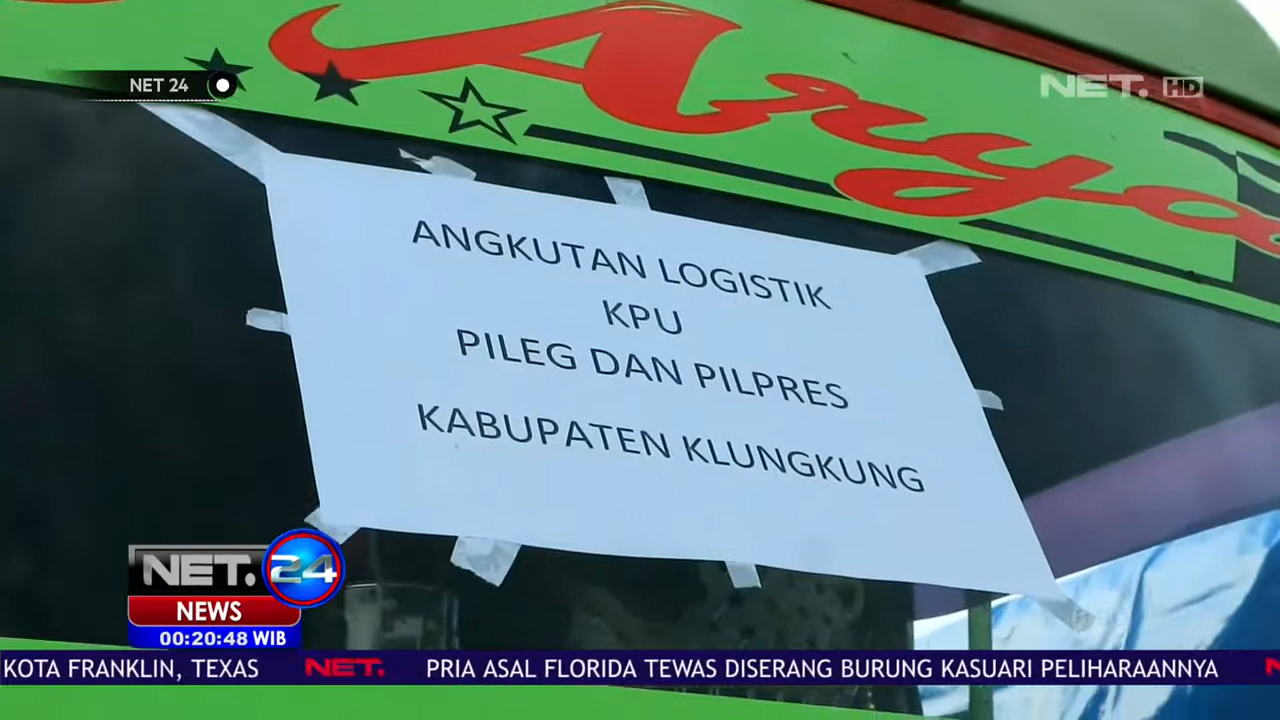 Arya
NET 24
NET. HD
ANGKUTAN LOGISTIK
KPU
PILEG DAN PILPRES
KABUPATEN KLUNGKUNG
NET. 24
NEWS
00:20:48 WIB
KOTA FRANKLIN, TEXAS NET. PRIA ASAL FLORIDA TEWAS DISERANG BURUNG KASUARI PELIHARAANNYA